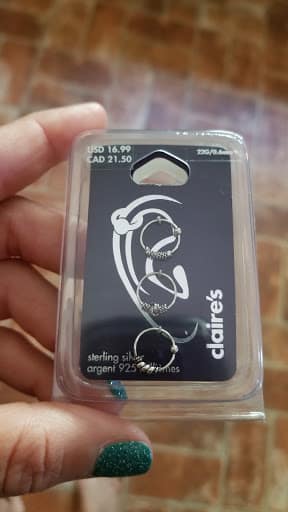 USD 16.99
CAD 21.50
22G/0.6mm
claire's
sterling silver
argent 925